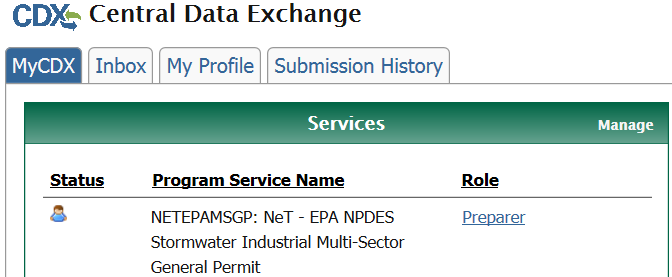 CDX Central Data Exchange
MyCDX Inbox My Profile Submission History
Services Manage
Status Program Service Name Role
NETEPAMSGP: NeT - EPA NPDES Preparer
Stormwater Industrial Multi-Sector
General Permit